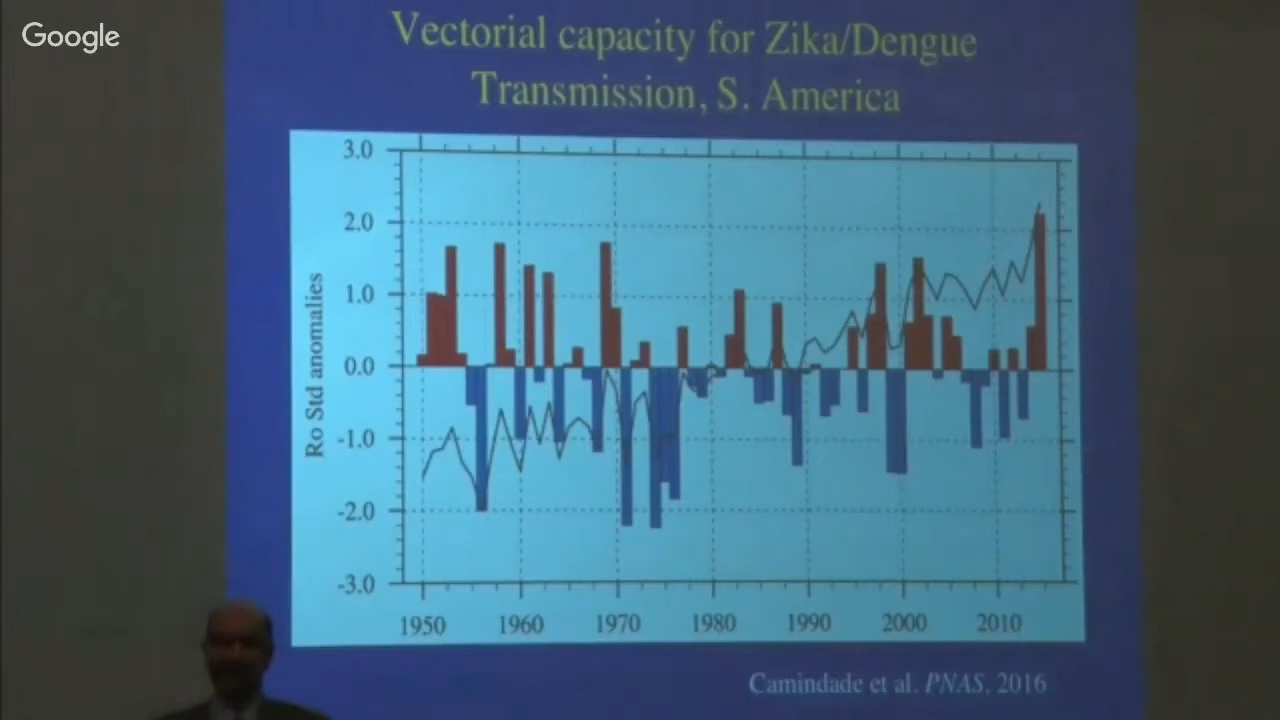 Google
Vectorial capacity for Zika/Dengue
Transmission, S. America
3.0
2.0
1.0
0.0
-1.0
-2.0
-3.0
Ro Std anomalies
1950 1960 1970 1980 1990 2000 2010
Camindade et al. PNAS, 2016